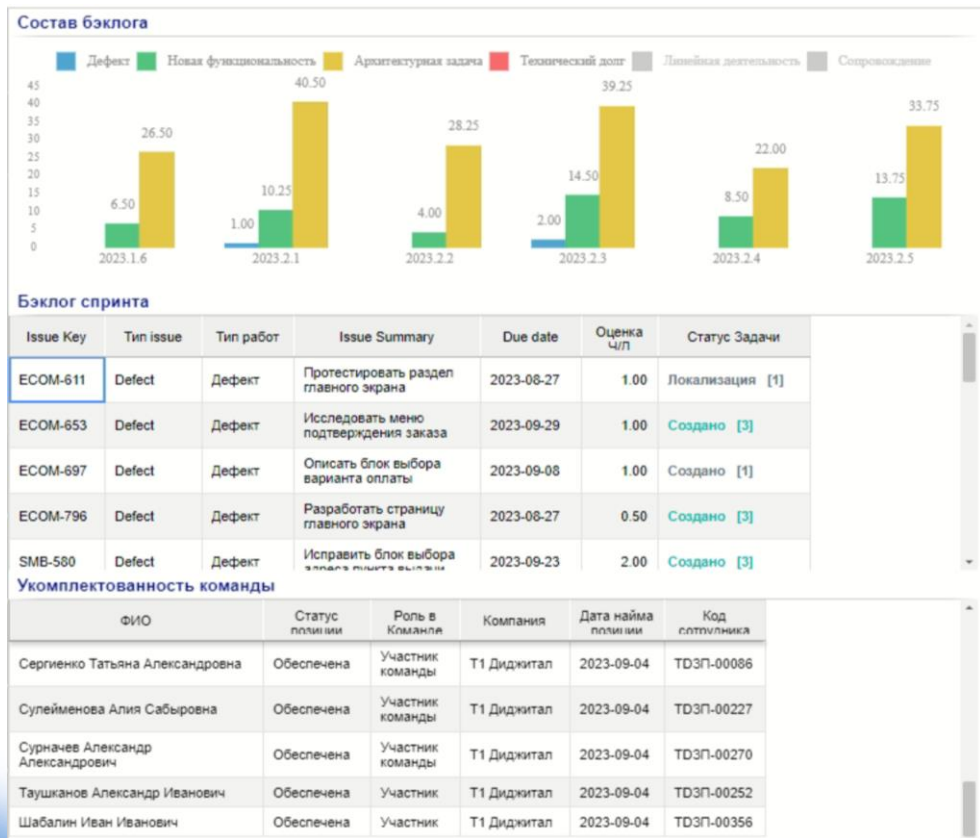 Состав бэклога
Дефект Новая функциональность Архитектурная задача Технический долг Линейная деятельность Сопровождение
45
40
35
30
25
20
15
10
5
0
6.50 26.50
1.00 10.25 40.50
4.00 28.25
2.00 14.50 39.25
8.50 22.00
13.75 33.75
2023.1.6 2023.2.1 2023.2.2 2023.2.3 2023.2.4 2023.2.5
Бэклог спринта
Issue Key Тип issue Тип работ Issue Summary Due date Оценка Ч/Л Статус Задачи
ECOM-611 Defect Дефект Протестировать раздел главного экрана 2023-08-27 1.00 Локализация [1]
ECOM-653 Defect Дефект Исследовать меню подтверждения заказа 2023-09-29 1.00 Создано [3]
ECOM-697 Defect Дефект Описать блок выбора варианта оплаты 2023-09-08 1.00 Создано [1]
ECOM-796 Defect Дефект Разработать страницу главного экрана 2023-08-27 0.50 Создано [3]
SMB-580 Defect Дефект Исправить блок выбора адреса пункта выдачи 2023-09-23 2.00 Создано [3]
Укомплектованность команды
ФИО Статус позиции Роль в Команде Компания Дата найма позиции Код сотрудника
Сергиенко Татьяна Александровна Обеспечена Участник команды Т1 Диджитал 2023-09-04 TDЗП-00086
Сулейменова Алия Сабыровна Обеспечена Участник команды Т1 Диджитал 2023-09-04 TDЗП-00227
Сурначев Александр Александрович Обеспечена Участник команды Т1 Диджитал 2023-09-04 TDЗП-00270
Таушканов Александр Иванович Обеспечена Участник Т1 Диджитал 2023-09-04 TDЗП-00252
Шабалин Иван Иванович Обеспечена Участник Т1 Диджитал 2023-09-04 TDЗП-00356